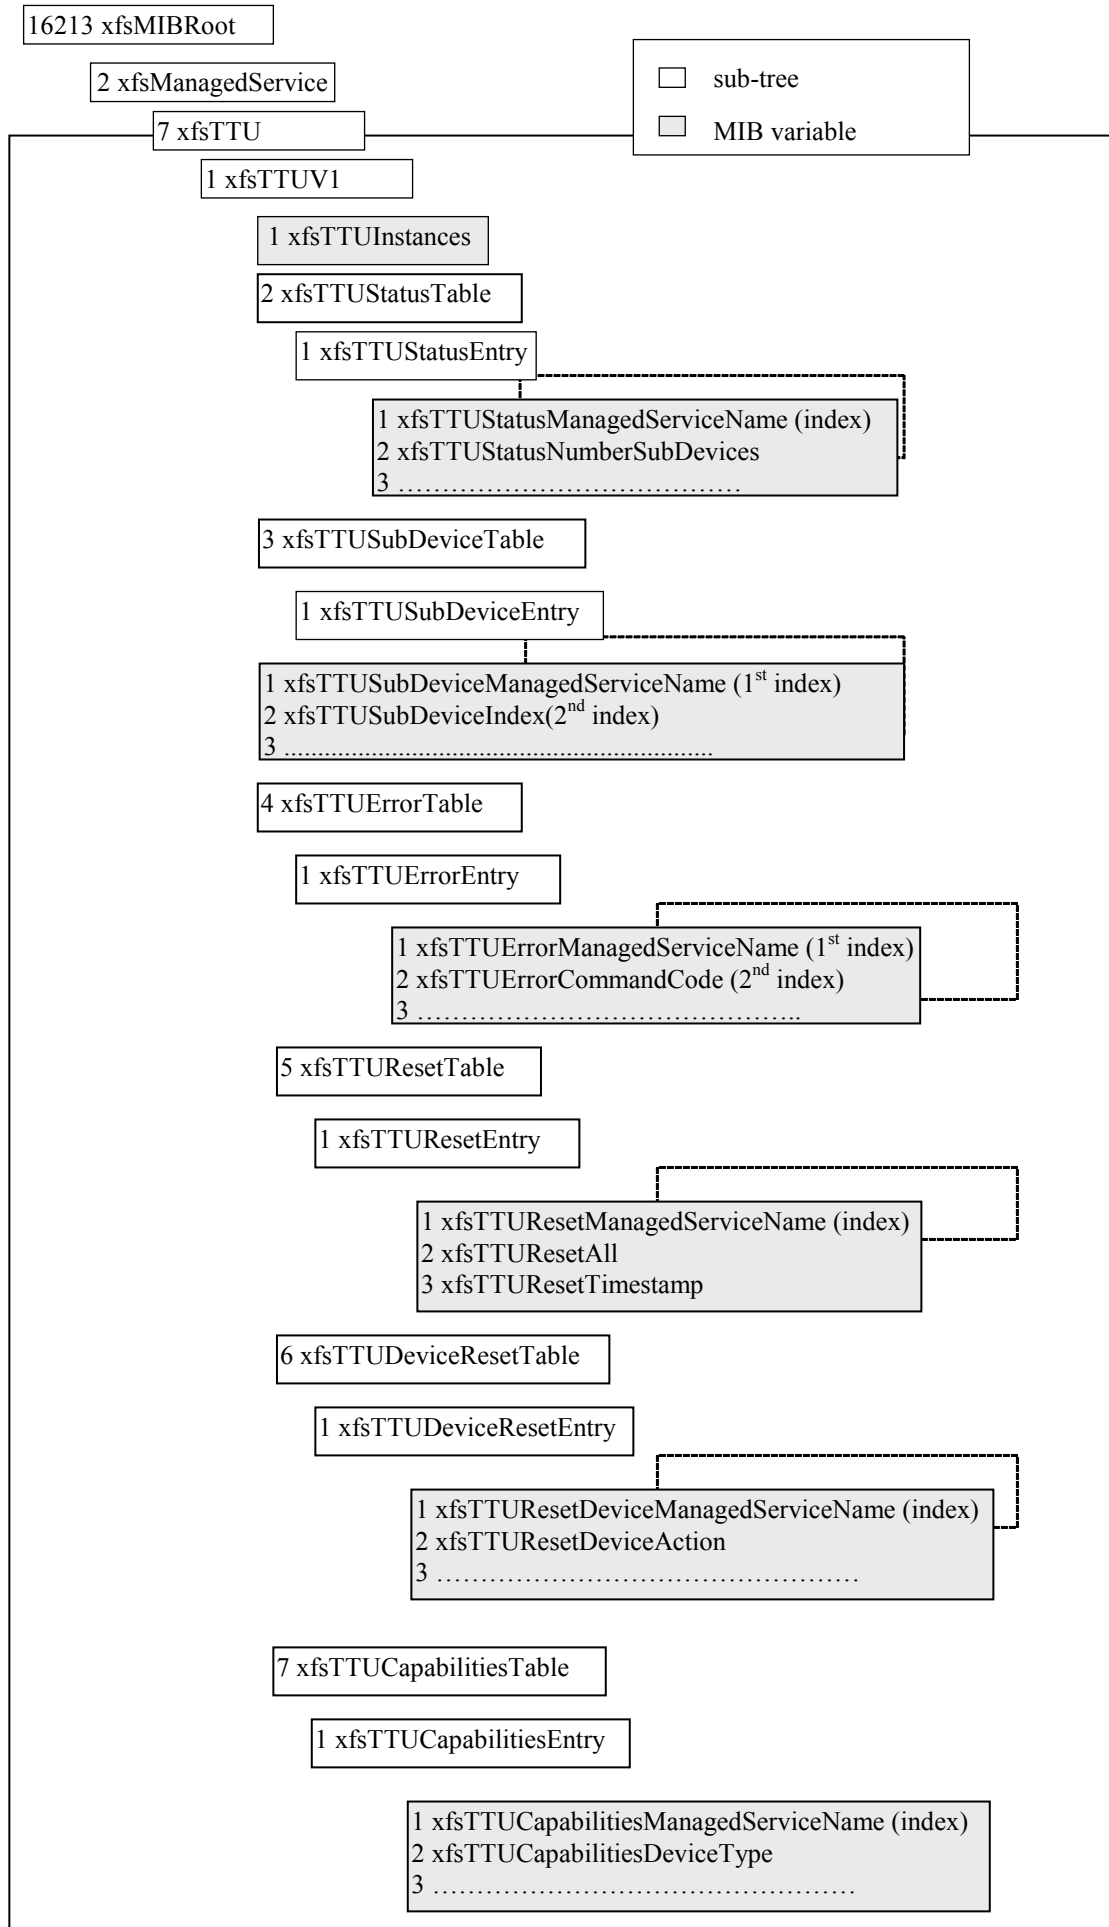 16213 xfsMIBRoot
2 xfsManagedService
sub-tree
MIB variable
7 xfsTTU
1 xfsTTUV1
1 xfsTTUInstances
2 xfsTTUStatusTable
1 xfsTTUStatusEntry
1 xfsTTUStatusManagedServiceName (index)
2 xfsTTUStatusNumberSubDevices
3 …………………………………
3 xfsTTUSubDeviceTable
1 xfsTTUSubDeviceEntry
1 xfsTTUSubDeviceManagedServiceName (1st index)
2 xfsTTUSubDeviceIndex(2nd index)
3 ......................................................
4 xfsTTUErrorTable
1 xfsTTUErrorEntry
1 xfsTTUErrorManagedServiceName (1st index)
2 xfsTTUErrorCommandCode (2nd index)
3 ……………………………………..
5 xfsTTUResetTable
1 xfsTTUResetEntry
1 xfsTTUResetManagedServiceName (index)
2 xfsTTUResetAll
3 xfsTTUResetTimestamp
6 xfsTTUDeviceResetTable
1 xfsTTUDeviceResetEntry
1 xfsTTUResetDeviceManagedServiceName (index)
2 xfsTTUResetDeviceAction
3 …………………………………………
7 xfsTTUCapabilitiesTable
1 xfsTTUCapabilitiesEntry
1 xfsTTUCapabilitiesManagedServiceName (index)
2 xfsTTUCapabilitiesDeviceType
3 …………………………………………